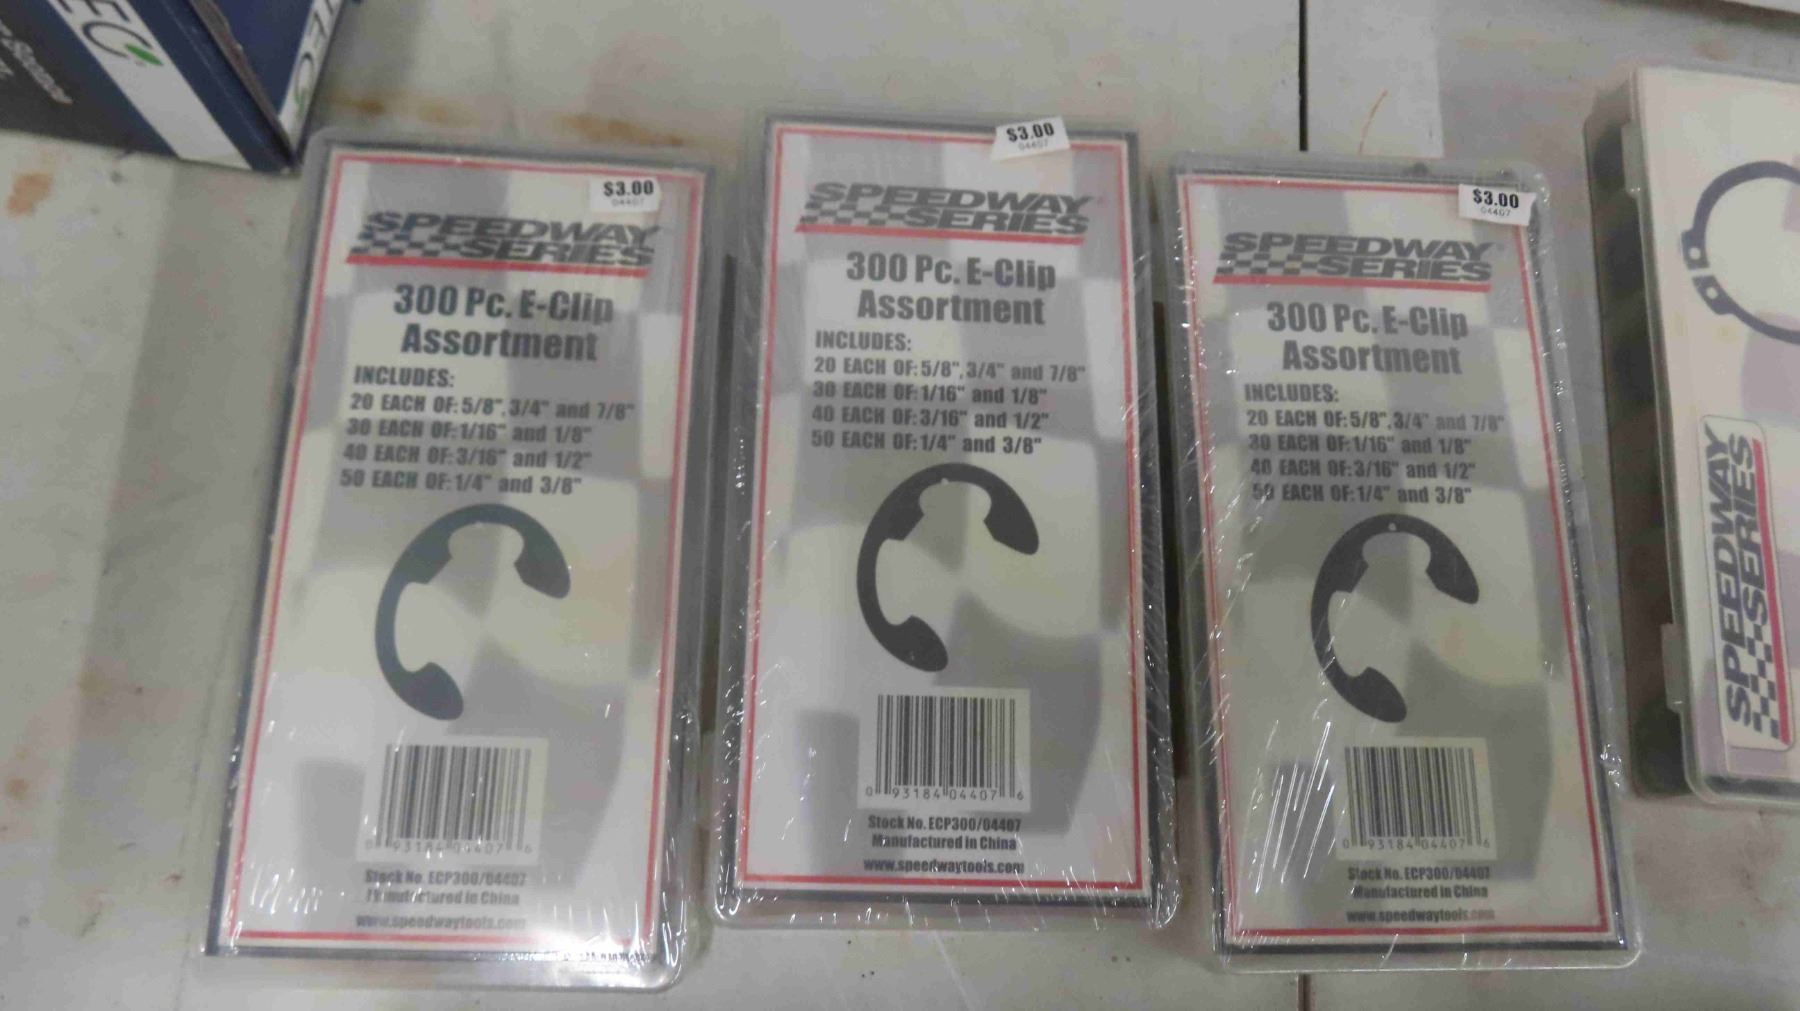 EC
$3.00
04407
SPEEDWAY
SERIES
300 Pc. E-Clip
Assortment
INCLUDES:
20 EACH OF: 5/8", 3/4" and 7/8"
30 EACH OF: 1/16" and 1/8"
40 EACH OF: 3/16" and 1/2"
50 EACH OF: 1/4" and 3/8"
0 93184 04407 6
Stock No. ECP300/04407
Manufactured in China
www.speedwaytools.com
$3.00
04407
SPEEDWAY
SERIES
300 Pc. E-Clip
Assortment
INCLUDES:
20 EACH OF: 5/8", 3/4" and 7/8"
30 EACH OF: 1/16" and 1/8"
40 EACH OF: 3/16" and 1/2"
50 EACH OF: 1/4" and 3/8"
0 93184 04407 6
Stock No. ECP300/04407
Manufactured in China
www.speedwaytools.com
$3.00
04407
SPEEDWAY
SERIES
300 Pc. E-Clip
Assortment
INCLUDES:
20 EACH OF: 5/8", 3/4" and 7/8"
30 EACH OF: 1/16" and 1/8"
40 EACH OF: 3/16" and 1/2"
50 EACH OF: 1/4" and 3/8"
0 93184 04407 6
Stock No. ECP300/04407
Manufactured in China
www.speedwaytools.com
SPEEDWAY
SERIES